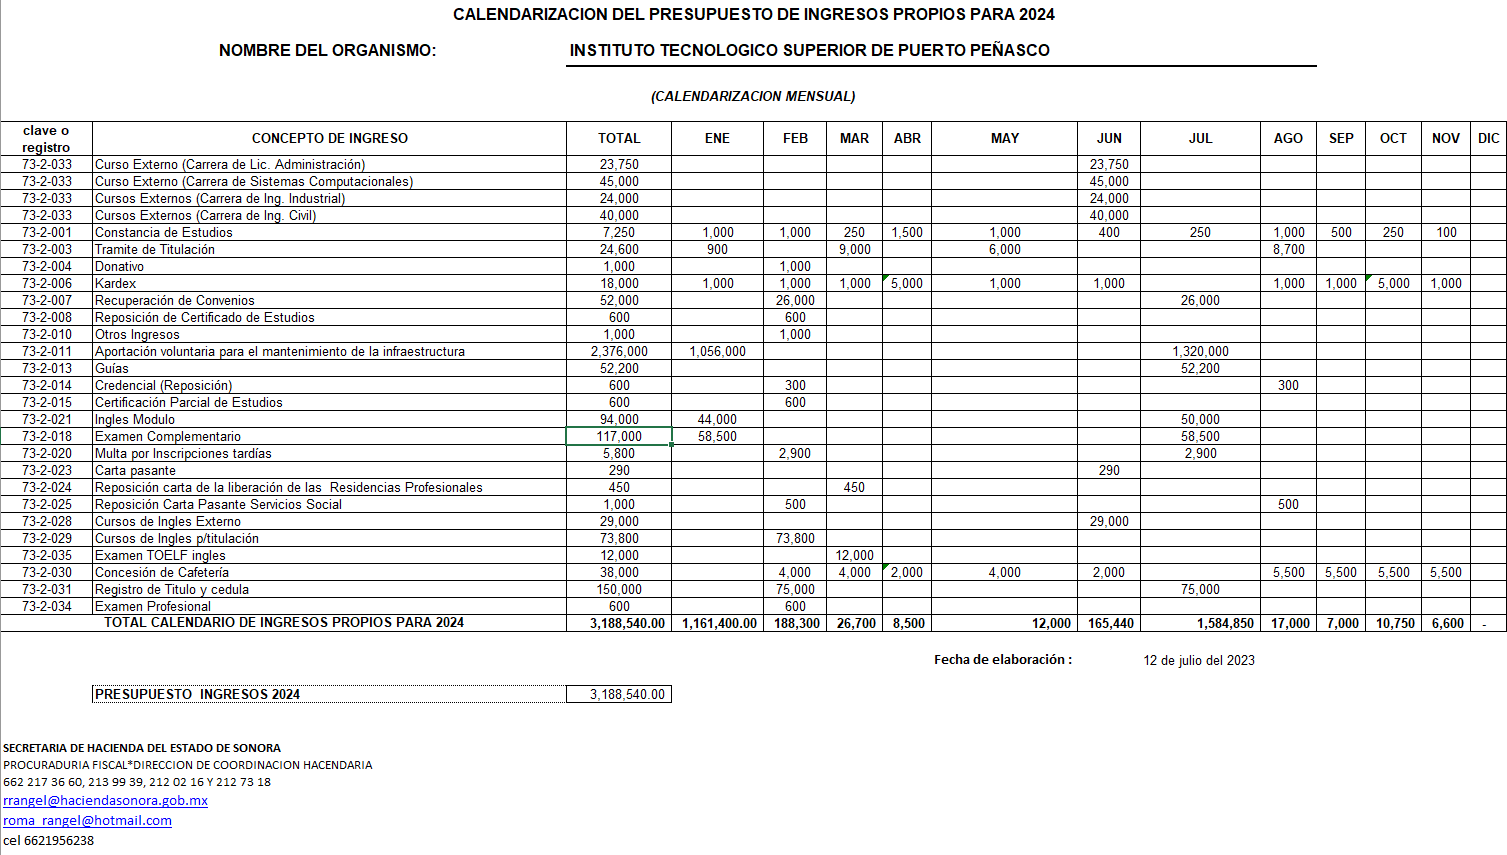 CALENDARIZACION DEL PRESUPUESTO DE INGRESOS PROPIOS PARA 2024
NOMBRE DEL ORGANISMO: INSTITUTO TECNOLOGICO SUPERIOR DE PUERTO PEÑASCO
(CALENDARIZACION MENSUAL)
clave o registro CONCEPTO DE INGRESO TOTAL ENE FEB MAR ABR MAY JUN JUL AGO SEP OCT NOV DIC
73-2-033 Curso Externo (Carrera de Lic. Administración) 23,750 23,750
73-2-033 Curso Externo (Carrera de Sistemas Computacionales) 45,000 45,000
73-2-033 Cursos Externos (Carrera de Ing. Industrial) 24,000 24,000
73-2-033 Cursos Externos (Carrera de Ing. Civil) 40,000 40,000
73-2-001 Constancia de Estudios 7,250 1,000 1,000 250 1,500 1,000 400 250 1,000 500 250 100
73-2-003 Tramite de Titulación 24,600 900 9,000 6,000 8,700
73-2-004 Donativo 1,000 1,000
73-2-006 Kardex 18,000 1,000 1,000 1,000 5,000 1,000 1,000 1,000 1,000 5,000 1,000
73-2-007 Recuperación de Convenios 52,000 26,000 26,000
73-2-008 Reposición de Certificado de Estudios 600 600
73-2-010 Otros Ingresos 1,000 1,000
73-2-011 Aportación voluntaria para el mantenimiento de la infraestructura 2,376,000 1,056,000 1,320,000
73-2-013 Guías 52,200 52,200
73-2-014 Credencial (Reposición) 600 300 300
73-2-015 Certificación Parcial de Estudios 600 600
73-2-021 Ingles Modulo 94,000 44,000 50,000
73-2-018 Examen Complementario 117,000 58,500 58,500
73-2-020 Multa por Inscripciones tardías 5,800 2,900 2,900
73-2-023 Carta pasante 290 290
73-2-024 Reposición carta de la liberación de las Residencias Profesionales 450 450
73-2-025 Reposición Carta Pasante Servicios Social 1,000 500 500
73-2-028 Cursos de Ingles Externo 29,000 29,000
73-2-029 Cursos de Ingles p/titulación 73,800 73,800
73-2-035 Examen TOELF ingles 12,000 12,000
73-2-030 Concesión de Cafetería 38,000 4,000 4,000 2,000 4,000 2,000 5,500 5,500 5,500 5,500
73-2-031 Registro de Titulo y cedula 150,000 75,000 75,000
73-2-034 Examen Profesional 600 600
TOTAL CALENDARIO DE INGRESOS PROPIOS PARA 2024 3,188,540.00 1,161,400.00 188,300 26,700 8,500 12,000 165,440 1,584,850 17,000 7,000 10,750 6,600 -
Fecha de elaboración : 12 de julio del 2023
PRESUPUESTO INGRESOS 2024 3,188,540.00
SECRETARIA DE HACIENDA DEL ESTADO DE SONORA
PROCURADURIA FISCAL*DIRECCION DE COORDINACION HACENDARIA
662 217 36 60, 213 99 39, 212 02 16 Y 212 73 18
rrangel@haciendasonora.gob.mx
roma_rangel@hotmail.com
cel 6621956238